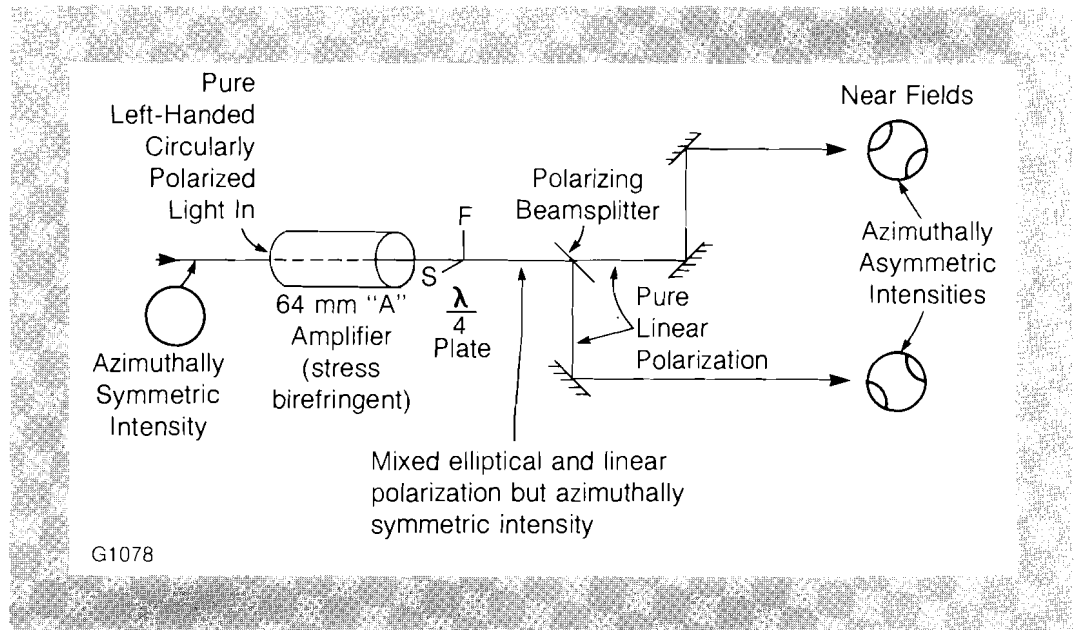 Pure
Left-Handed
Circularly
Polarized
Light In
Azimuthally
Symmetric
Intensity
64 mm "A"
Amplifier
(stress
birefringent)
F
S
λ
4
Plate
Polarizing
Beamsplitter
Pure
Linear
Polarization
Mixed elliptical and linear
polarization but azimuthally
symmetric intensity
Near Fields
Azimuthally
Asymmetric
Intensities
G1078